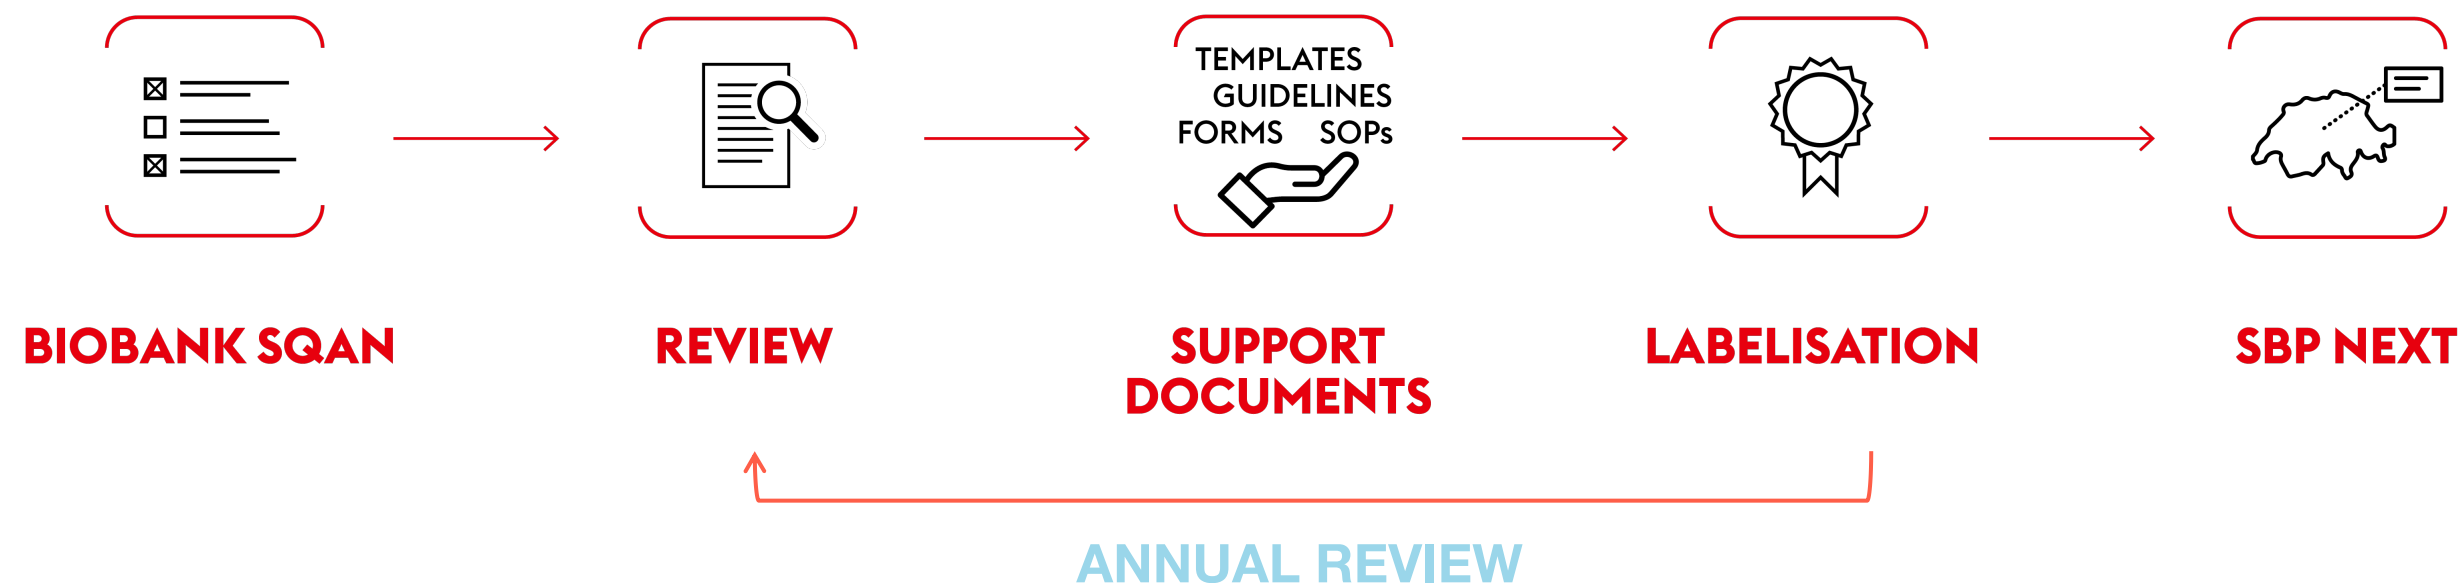 TEMPLATES
GUIDELINES
FORMS SOPs
BIOBANK SQAN
REVIEW
SUPPORT
DOCUMENTS
LABELISATION
SBP NEXT
ANNUAL REVIEW